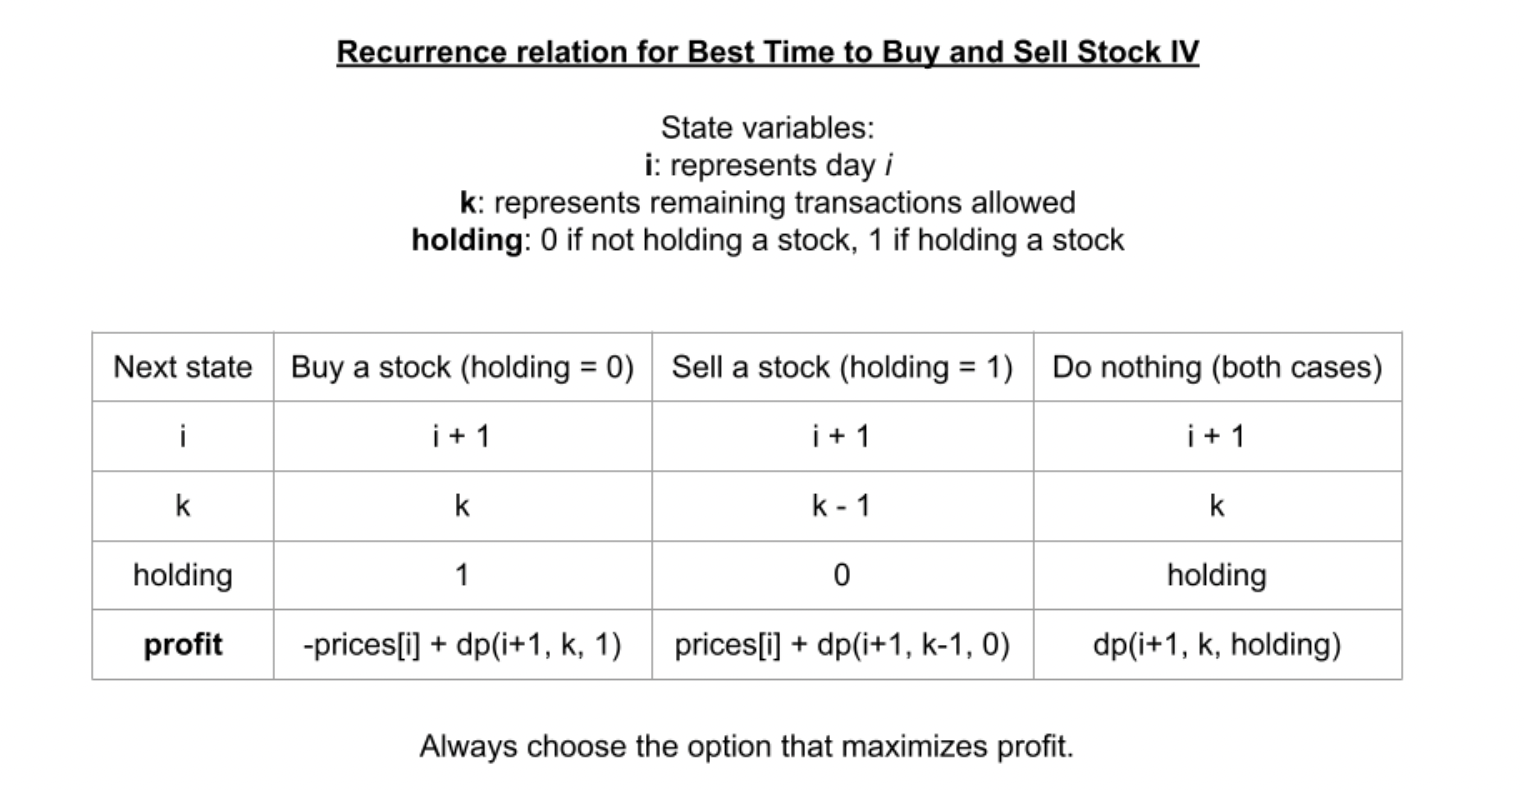 Recurrence relation for Best Time to Buy and Sell Stock IV
State variables:
i: represents day i
k: represents remaining transactions allowed
holding: 0 if not holding a stock, 1 if holding a stock
Next state Buy a stock (holding = 0) Sell a stock (holding = 1) Do nothing (both cases)
i i + 1 i + 1 i + 1
k k k - 1 k
holding 1 0 holding
profit -prices[i] + dp(i+1, k, 1) prices[i] + dp(i+1, k-1, 0) dp(i+1, k, holding)
Always choose the option that maximizes profit.